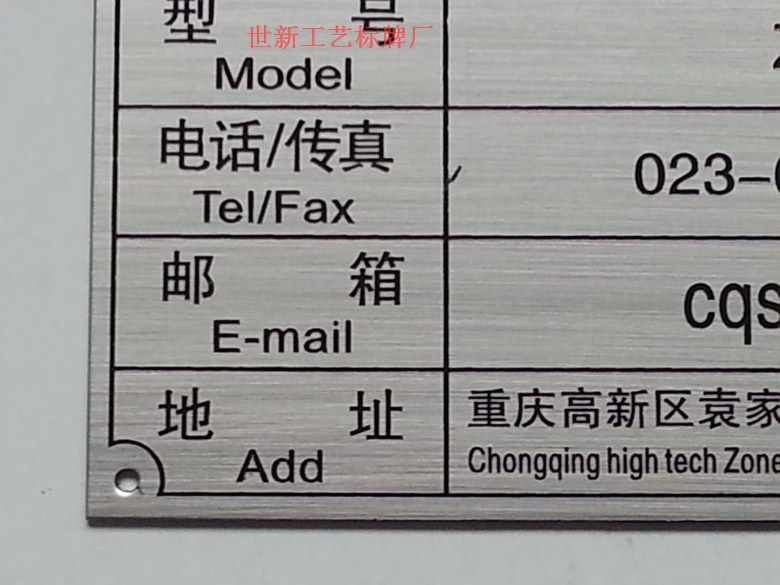 型 号
世新工艺标牌厂
Model
电话/传真
Tel/Fax
023-
邮 箱
E-mail
cqs
地 址
Add
重庆高新区袁家
Chongqing high tech Zone